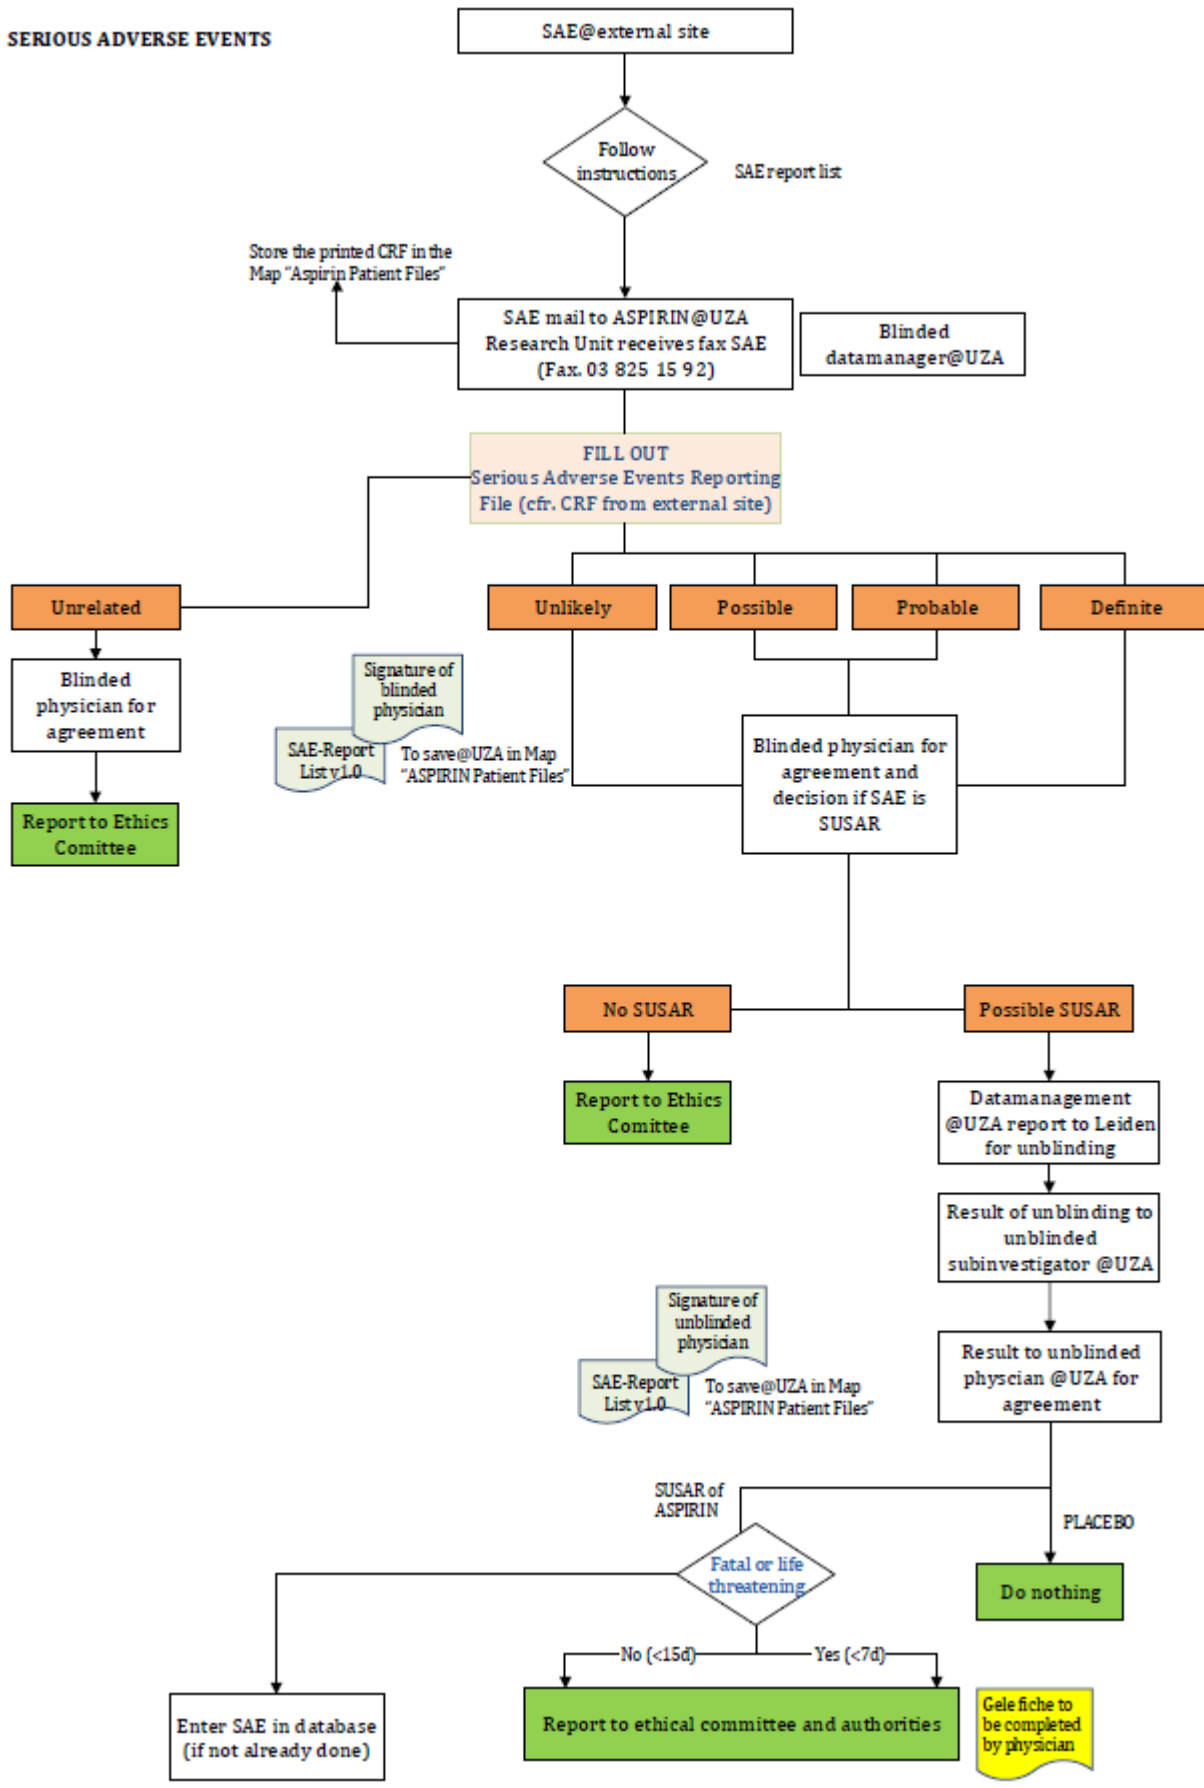 SERIOUS ADVERSE EVENTS
SAE@external site
Follow
instructions
SAE report list
Store the printed CRF in the
Map "Aspirin Patient Files"
SAE mail to ASPIRIN@UZA
Research Unit receives fax SAE
(Fax. 03 825 15 92)
Blinded
datamanager@UZA
FILL OUT
Serious Adverse Events Reporting
File (cfr. CRF from external site)
Unrelated
Unlikely
Possible
Probable
Definite
Blinded
physician for
agreement
Signature of
blinded
physician
SAE-Report
List v1.0
To save@UZA in Map
"ASPIRIN Patient Files"
Blinded physician for
agreement and
decision if SAE is
SUSAR
Report to Ethics
Comittee
No SUSAR
Possible SUSAR
Report to Ethics
Comittee
Datamanagement
@UZA report to Leiden
for unblinding
Result of unblinding to
unblinded
subinvestigator @UZA
Signature of
unblinded
physician
SAE-Report
List v1.0
To save@UZA in Map
"ASPIRIN Patient Files"
Result to unblinded
physcian @UZA for
agreement
SUSAR of
ASPIRIN
PLACEBO
Fatal or life
threatening
Do nothing
No (<15d)
Yes (<7d)
Enter SAE in database
(if not already done)
Report to ethical committee and authorities
Gele fiche to
be completed
by physician